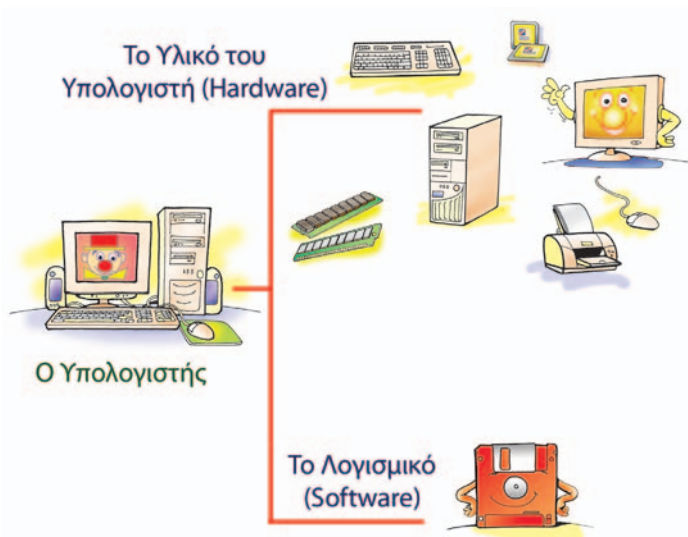 Το Υλικό του
Υπολογιστή (Hardware)
Ο Υπολογιστής
Το Λογισμικό
(Software)